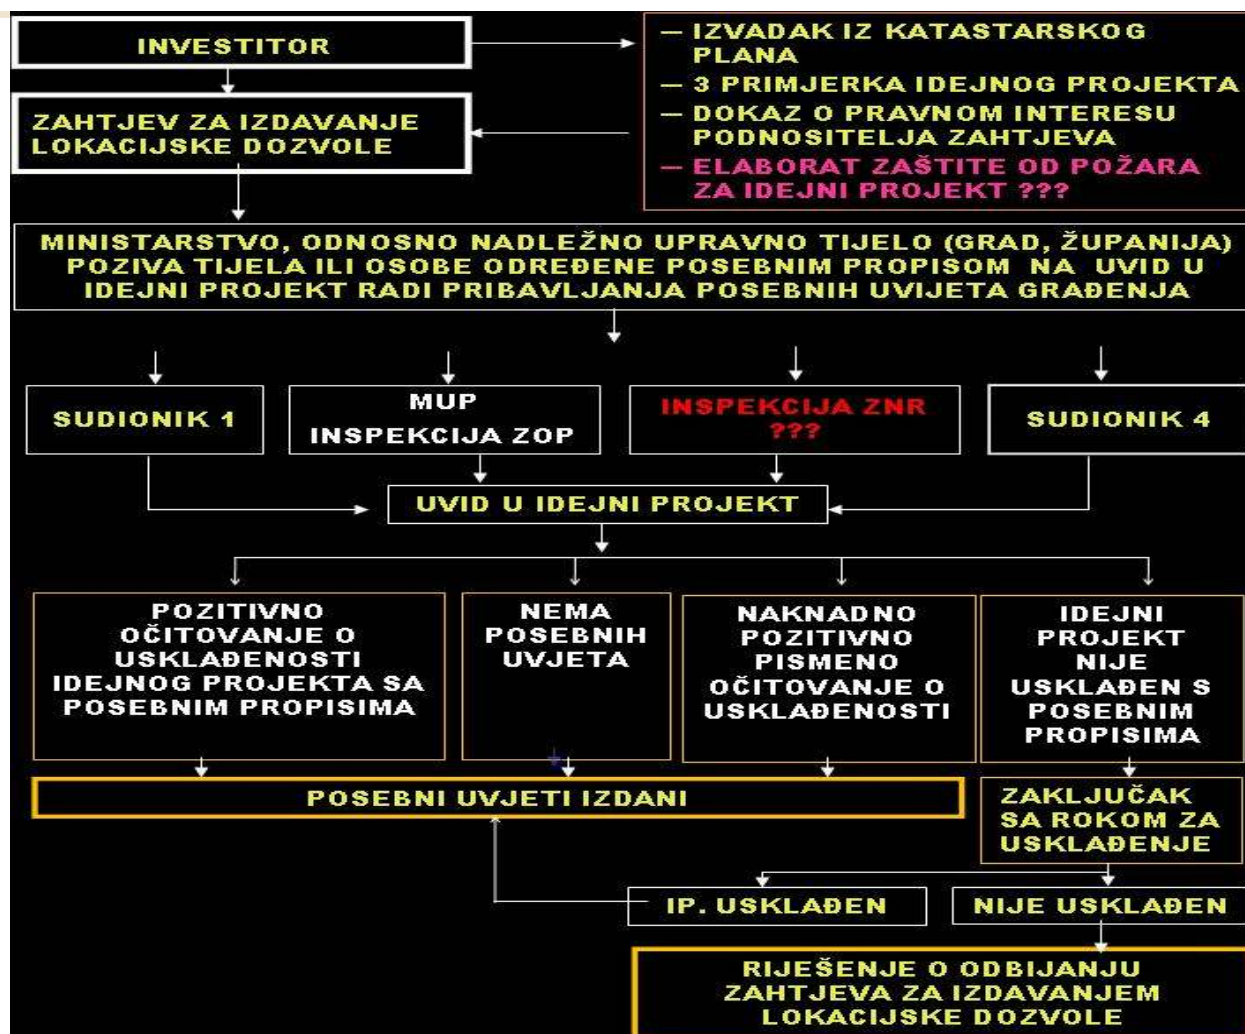 INVESTITOR
— IZVADAK IZ KATASTARSKOG
PLANA
— 3 PRIMJERKA IDEJNOG PROJEKTA
— DOKAZ O PRAVNOM INTERESU
PODNOSITELJA ZAHTJEVA
— ELABORAT ZAŠTITE OD POŽARA
ZA IDEJNI PROJEKT ???
ZAHTJEV ZA IZDAVANJE
LOKACIJSKE DOZVOLE
MINISTARSTVO, ODNOSNO NADLEŽNO UPRAVNO TIJELO (GRAD, ŽUPANIJA)
POZIVA TIJELA ILI OSOBE ODREĐENE POSEBNIM PROPISOM NA UVID U
IDEJNI PROJEKT RADI PRIBAVLJANJA POSEBNIH UVIJETA GRAĐENJA
SUDIONIK 1
MUP
INSPEKCIJA ZOP
INSPEKCIJA ZNR
???
SUDIONIK 4
UVID U IDEJNI PROJEKT
POZITIVNO
OČITOVANJE O
USKLAĐENOSTI
IDEJNOG PROJEKTA SA
POSEBNIM PROPISIMA
NEMA
POSEBNIH
UVJETA
NAKNADNO
POZITIVNO
PISMENO
OČITOVANJE O
USKLAĐENOSTI
IDEJNI
PROJEKT
NIJE
USKLAĐEN S
POSEBNIM
PROPISIMA
POSEBNI UVJETI IZDANI
ZAKLJUČAK
SA ROKOM ZA
USKLAĐENJE
IP. USKLAĐEN
NIJE USKLAĐEN
RIJEŠENJE O ODBIJANJU
ZAHTJEVA ZA IZDAVANJEM
LOKACIJSKE DOZVOLE